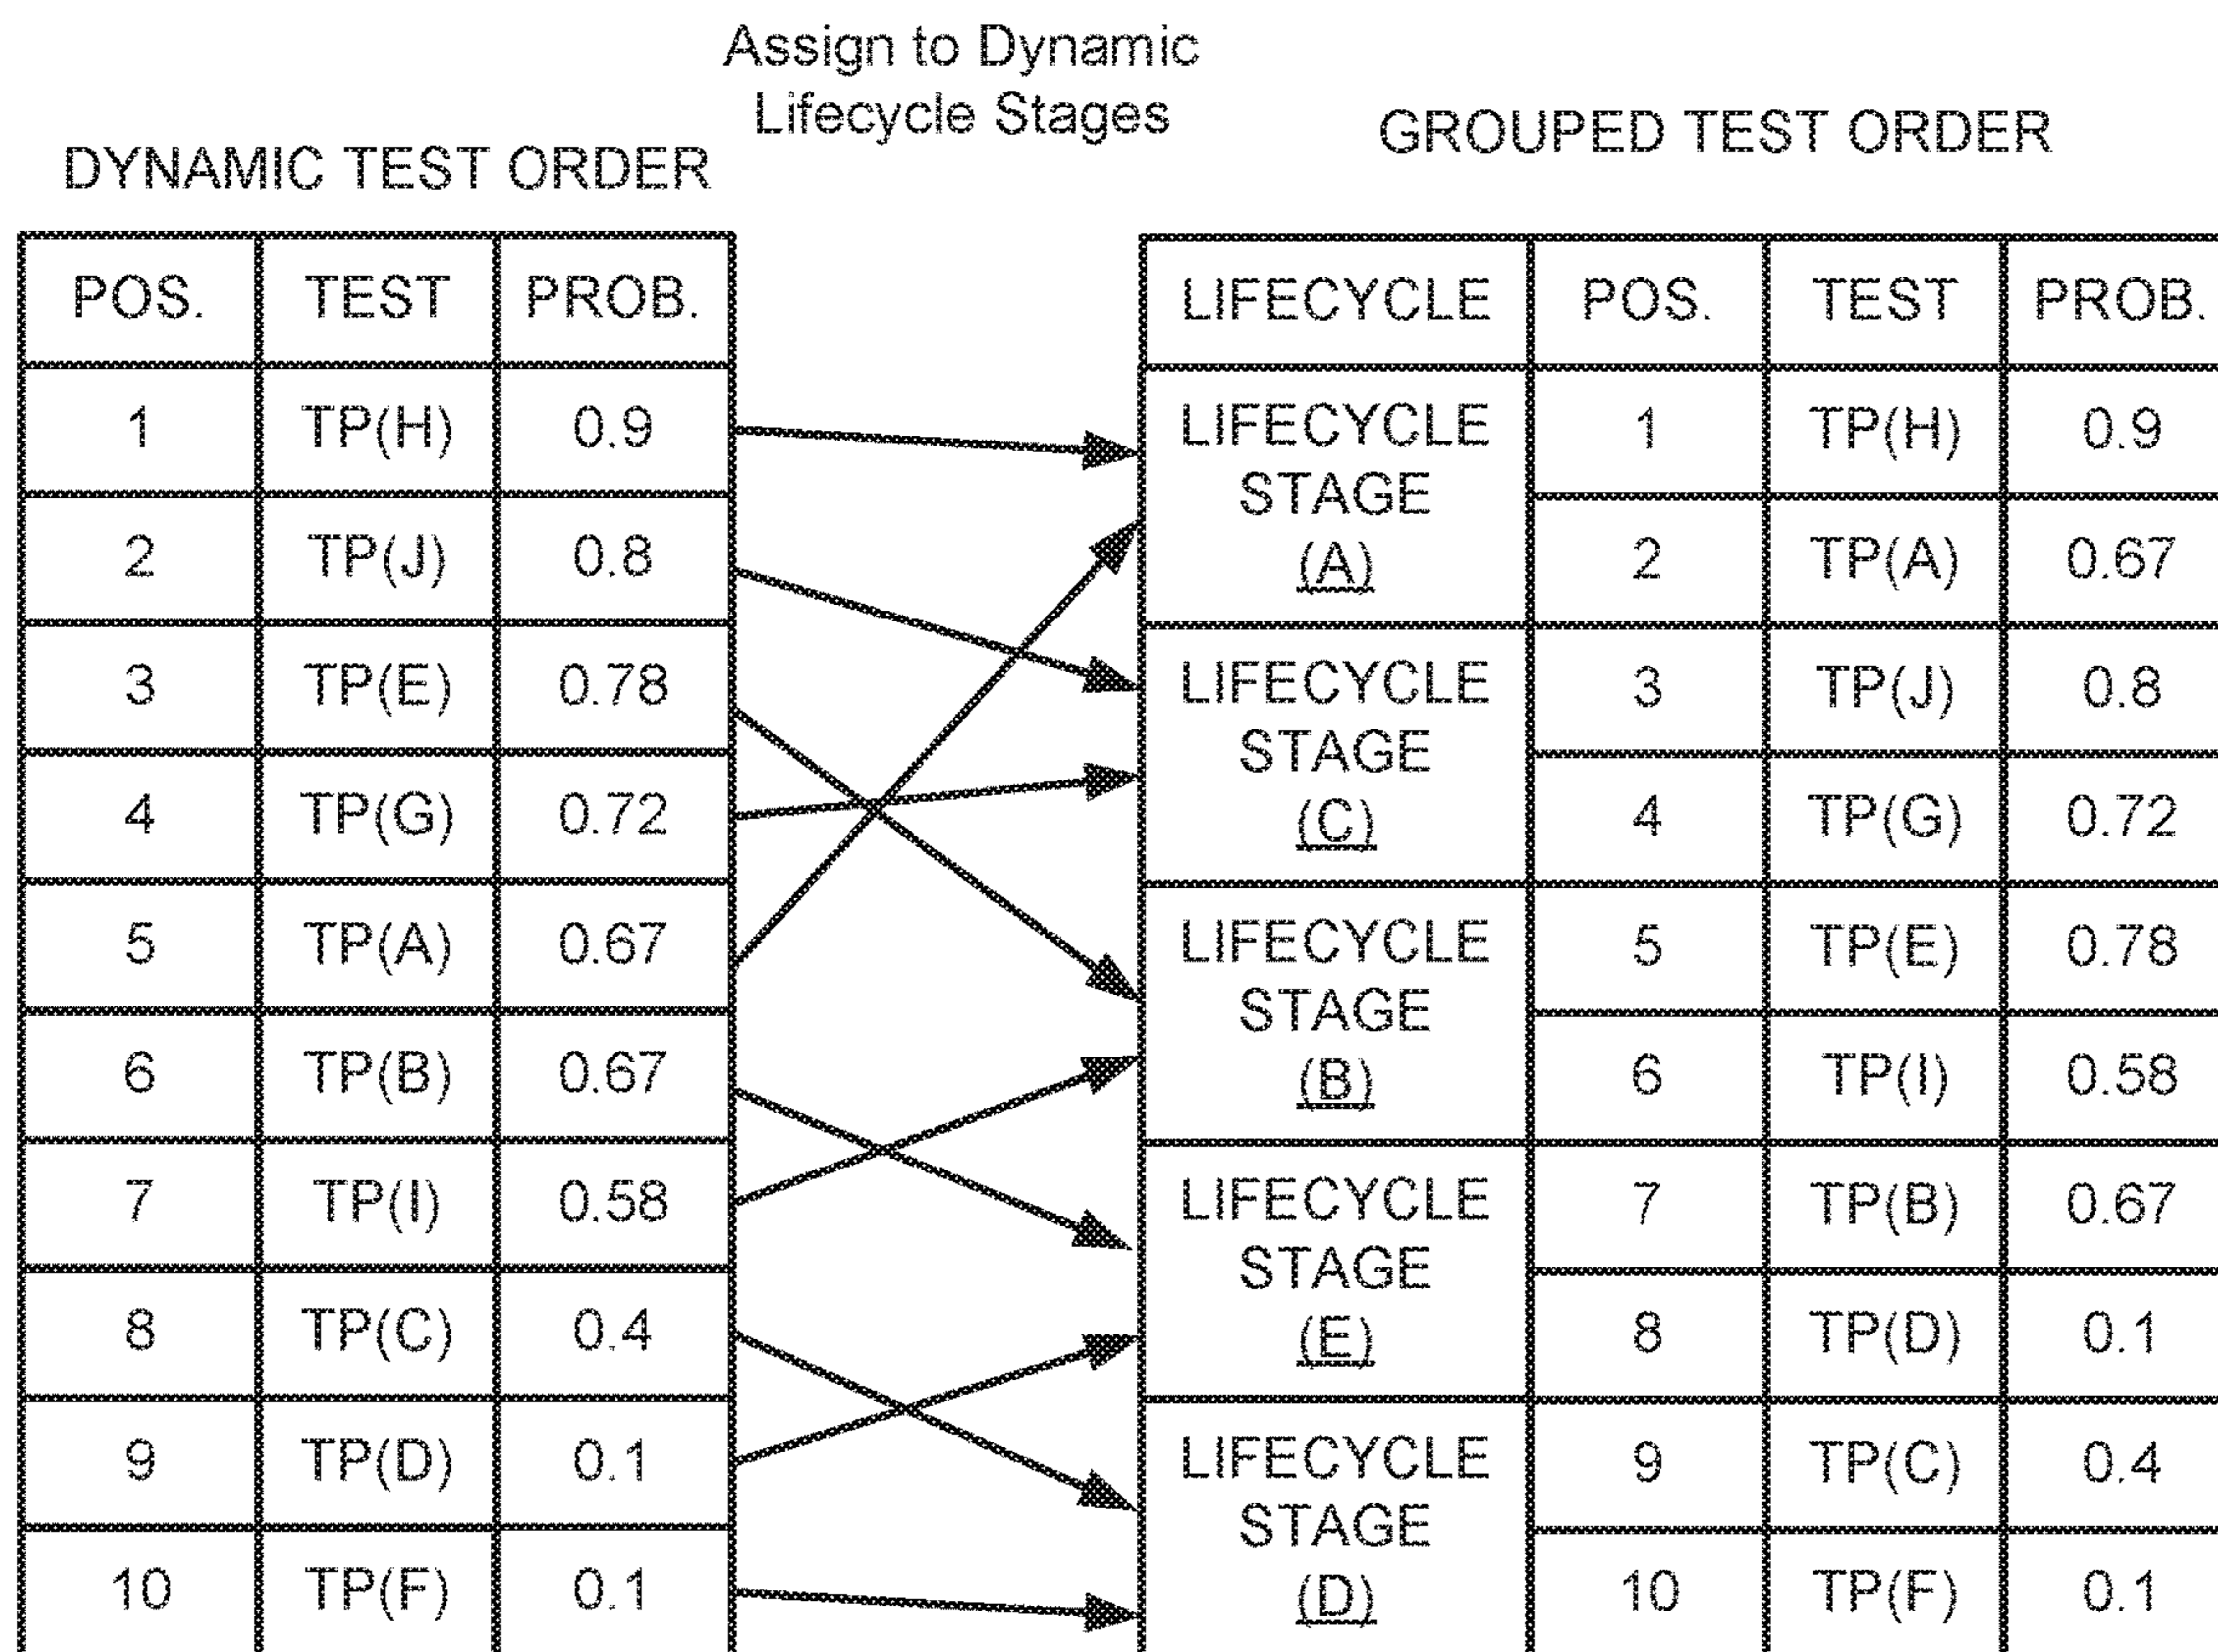 Assign to Dynamic
Lifecycle Stages
DYNAMIC TEST ORDER
POS. TEST PROB.
1 TP(H) 0.9
2 TP(J) 0.8
3 TP(E) 0.78
4 TP(G) 0.72
5 TP(A) 0.67
6 TP(B) 0.67
7 TP(I) 0.58
8 TP(C) 0.4
9 TP(D) 0.1
10 TP(F) 0.1
GROUPED TEST ORDER
LIFECYCLE POS. TEST PROB.
LIFECYCLE
STAGE
(A)
1 TP(H) 0.9
2 TP(A) 0.67
LIFECYCLE
STAGE
(C)
3 TP(J) 0.8
4 TP(G) 0.72
LIFECYCLE
STAGE
(B)
5 TP(E) 0.78
6 TP(I) 0.58
LIFECYCLE
STAGE
(E)
7 TP(B) 0.67
8 TP(D) 0.1
LIFECYCLE
STAGE
(D)
9 TP(C) 0.4
10 TP(F) 0.1